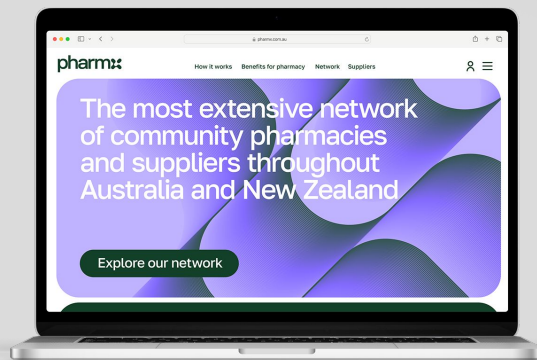 pharmx.com.au
pharmx
How it works Benefits for pharmacy Network Suppliers
The most extensive network
of community pharmacies
and suppliers throughout
Australia and New Zealand
Explore our network